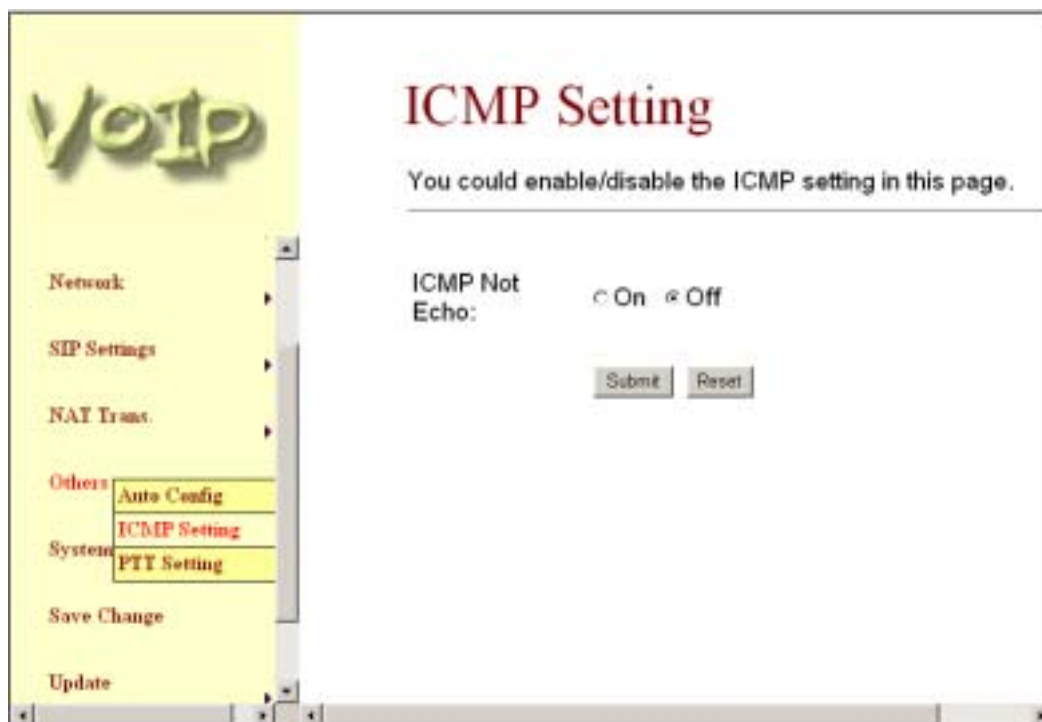 VOIP
Network
SIP Settings
NAT Trans.
Others
Auto Config
ICMP Setting
System
PTT Setting
Save Change
Update
ICMP Setting
You could enable/disable the ICMP setting in this page.
ICMP Not
Echo:
On Off
Submit Reset